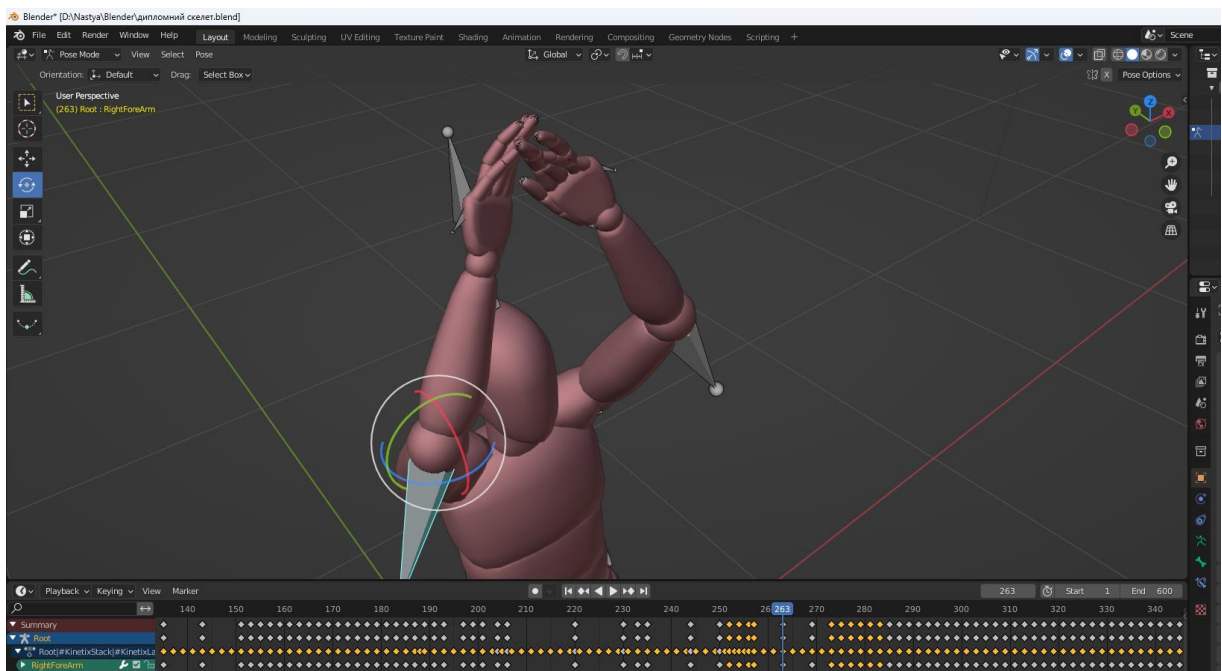 Blender* [D:\Nastya\Blender\дипломний скелет.blend]
File Edit Render Window Help Layout Modeling Sculpting UV Editing Texture Paint Shading Animation Rendering Compositing Geometry Nodes Scripting + Scene
Pose Mode View Select Pose Global
Orientation: Default Drag: Select Box X Pose Options
User Perspective
(263) Root : RightForeArm
Z
Y
X
Playback Keying View Marker 263 Start 1 End 600
140 150 160 170 180 190 200 210 220 230 240 250 263 270 280 290 300 310 320 330 340
Summary
Root
Root|#KinetixStack|#KinetixLa
RightForeArm